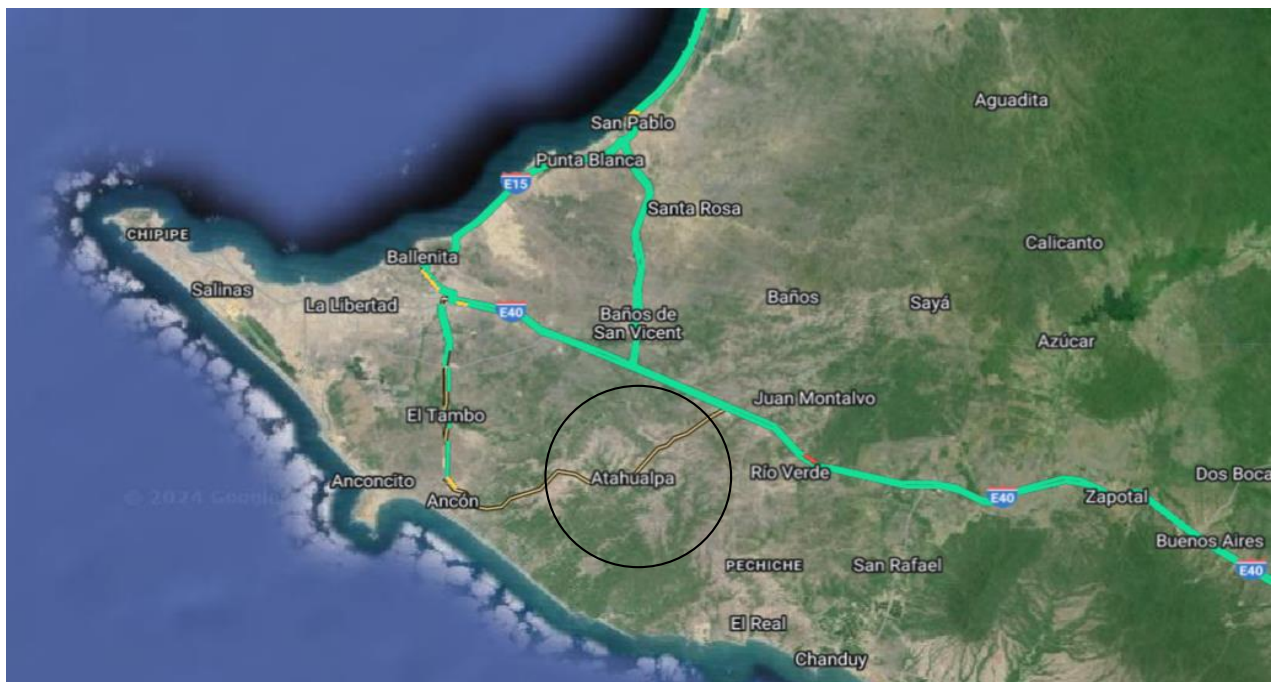 Aguadita
San Pablo
Punta Blanca
E15
Santa Rosa
CHIPIPE
Calicanto
Ballenita
Salinas
La Libertad
Baños
Sayá
E40
Baños de
San Vicent
Azúcar
Juan Montalvo
El Tambo
Anconcito
Atahualpa
Río Verde
Dos Boca
© 2024 Google
Ancón
E40
Zapotal
Buenos Aires
PECHICHE
San Rafael
E40
El Real
Chanduy